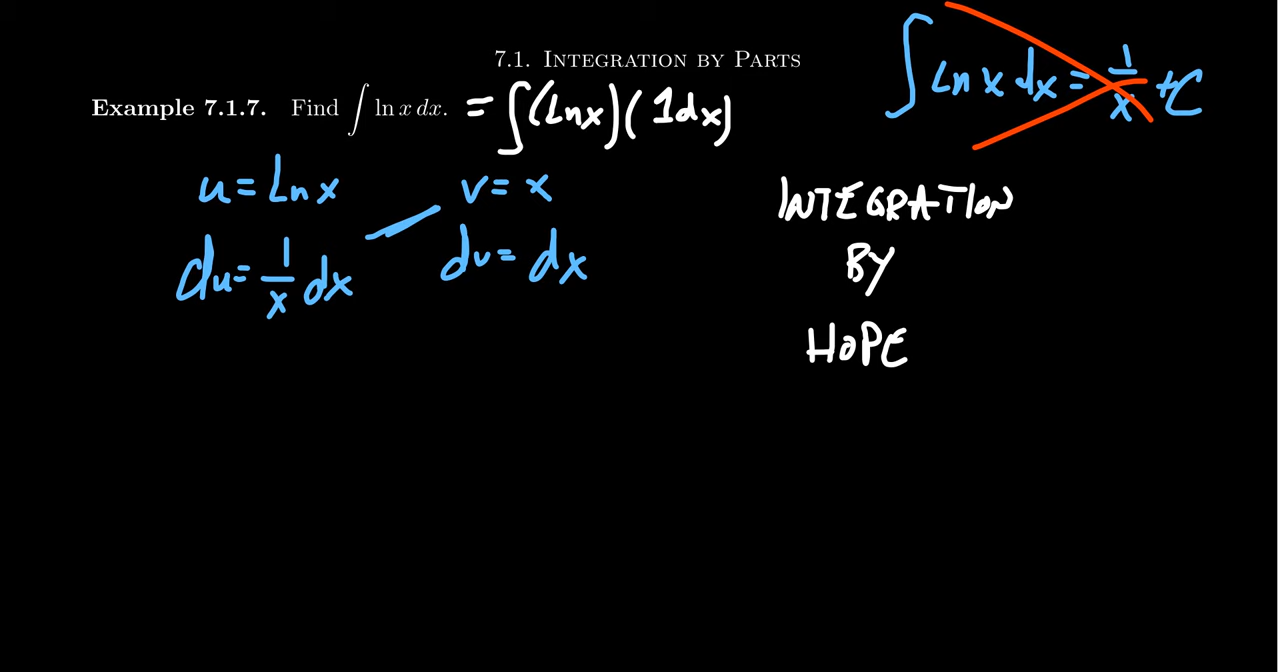 7.1. Integration by Parts
∫ ln x dx = 1/x + C
Example 7.1.7. Find ∫ ln x dx. = ∫(ln x)(1dx)
u = ln x v = x
du = 1/x dx dv = dx
INTEGRATION
BY
HOPE